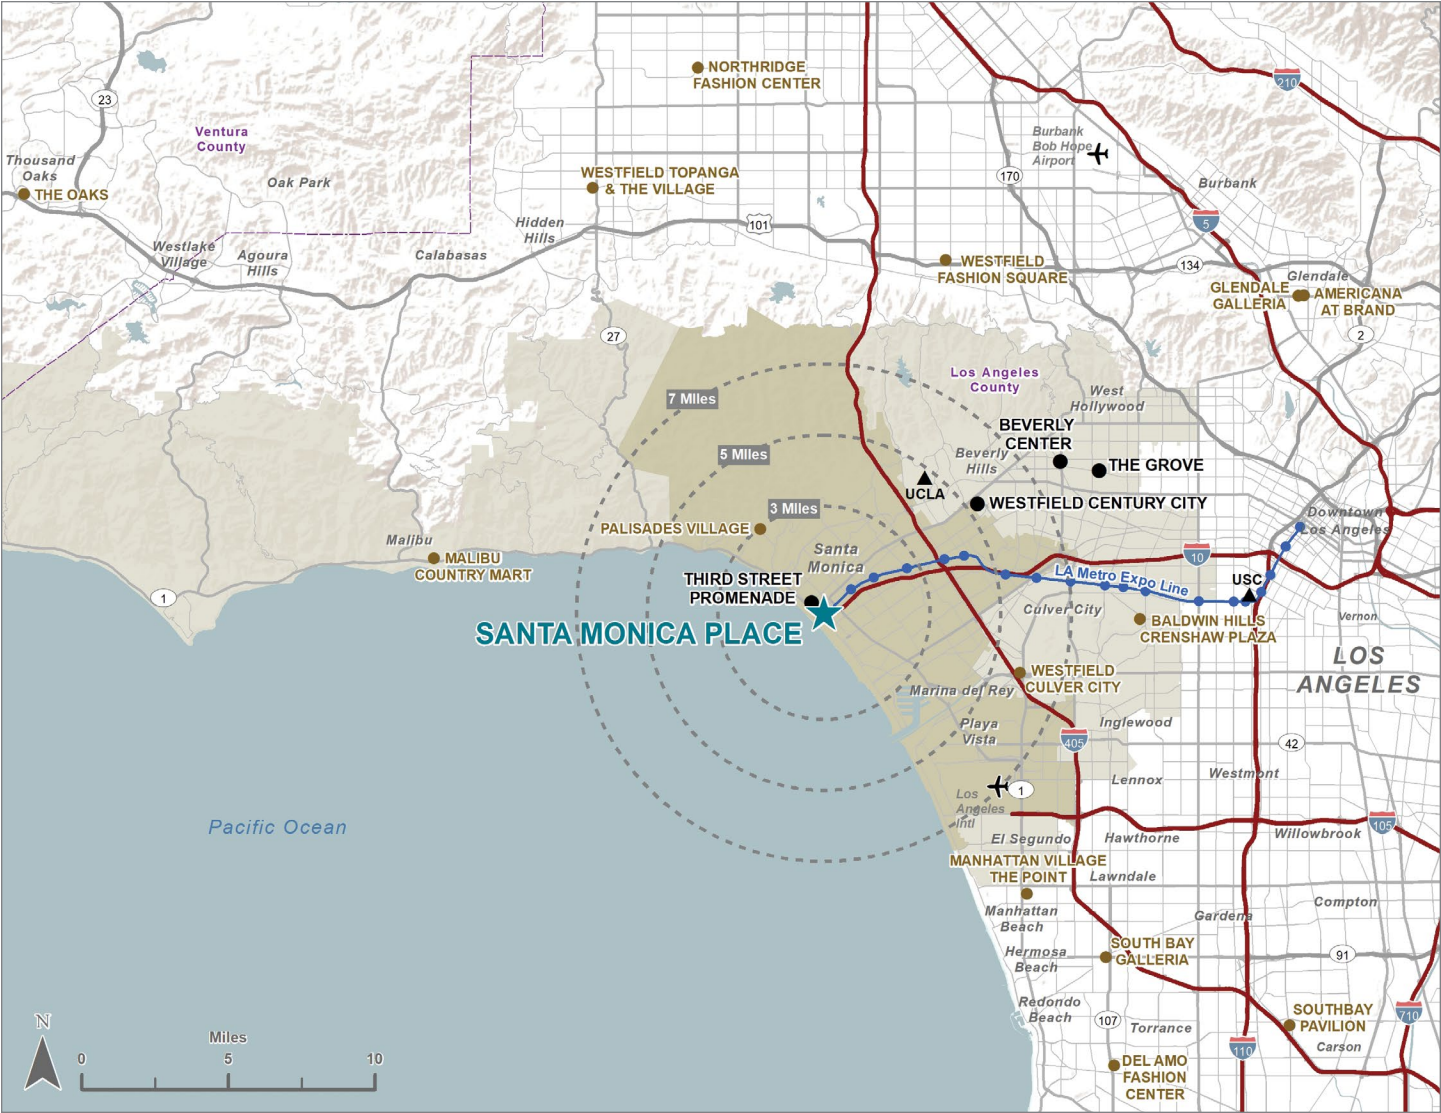 NORTHRIDGE
FASHION CENTER
210
23
Ventura
County
Burbank
Bob Hope
Airport
Thousand
Oaks
THE OAKS
Oak Park
WESTFIELD TOPANGA
& THE VILLAGE
170
Burbank
Hidden
Hills
101
5
Westlake
Village
Agoura
Hills
Calabasas
WESTFIELD
FASHION SQUARE
134
Glendale
GLENDALE
GALLERIA
AMERICANA
AT BRAND
27
2
Los Angeles
County
7 MIles
West
Hollywood
BEVERLY
CENTER
5 MIles
Beverly
Hills
THE GROVE
UCLA
WESTFIELD CENTURY CITY
3 MIles
Downtown
Los Angeles
PALISADES VILLAGE
Malibu
MALIBU
COUNTRY MART
Santa
Monica
10
LA Metro Expo Line
USC
THIRD STREET
PROMENADE
1
SANTA MONICA PLACE
Culver City
BALDWIN HILLS
CRENSHAW PLAZA
Vernon
LOS
ANGELES
WESTFIELD
CULVER CITY
Marina del Rey
Playa
Vista
Inglewood
405
42
Lennox
Westmont
Los
Angeles
Intl
1
Pacific Ocean
El Segundo
Hawthorne
Willowbrook
105
MANHATTAN VILLAGE
THE POINT
Lawndale
Manhattan
Beach
Gardena
Compton
Hermosa
Beach
SOUTH BAY
GALLERIA
91
Redondo
Beach
107
Torrance
SOUTHBAY
PAVILION
710
110
Carson
DEL AMO
FASHION
CENTER
N
Miles
0
5
10